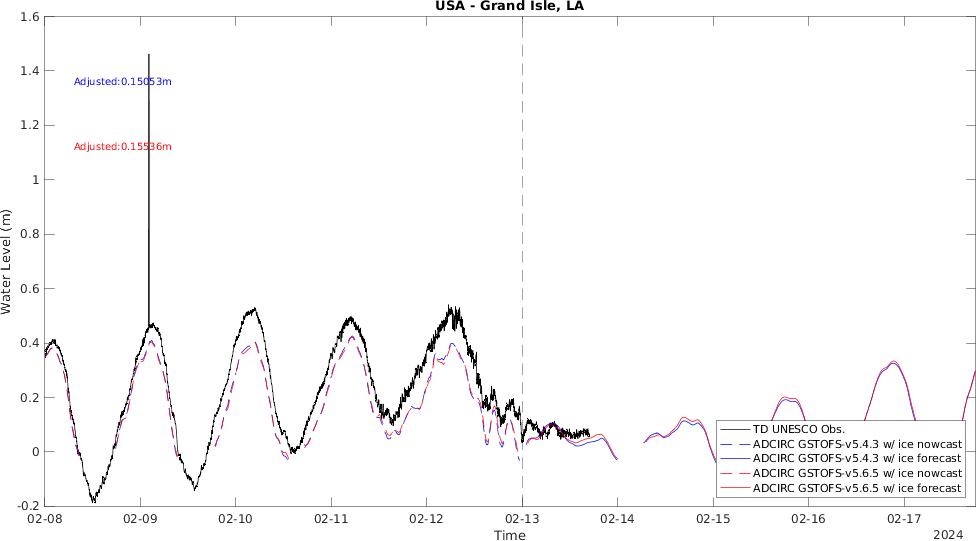 USA - Grand Isle, LA
1.6
1.4
1.2
1
0.8
0.6
0.4
0.2
0
-0.2
Water Level (m)
Adjusted:0.15053m
Adjusted:0.15536m
TD UNESCO Obs.
ADCIRC GSTOFS-v5.4.3 w/ ice nowcast
ADCIRC GSTOFS-v5.4.3 w/ ice forecast
ADCIRC GSTOFS-v5.6.5 w/ ice nowcast
ADCIRC GSTOFS-v5.6.5 w/ ice forecast
02-08 02-09 02-10 02-11 02-12 02-13 02-14 02-15 02-16 02-17
Time
2024